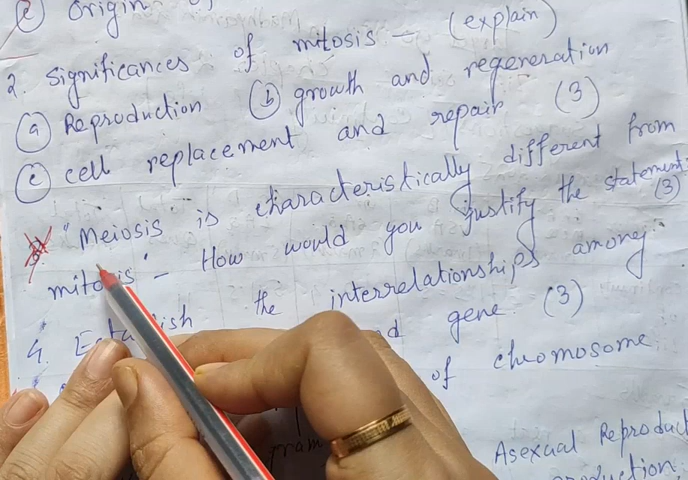 (e) Origin of
2. Significances of mitosis — (explain)
(a) Reproduction (b) growth and regeneration
(c) cell replacement and repair (3)
"Meiosis is characteristically different from
mitosis" — How would you justify the statement (3)
4. the interrelationships among
gene (3)
of chromosome
Asexual Reproduct